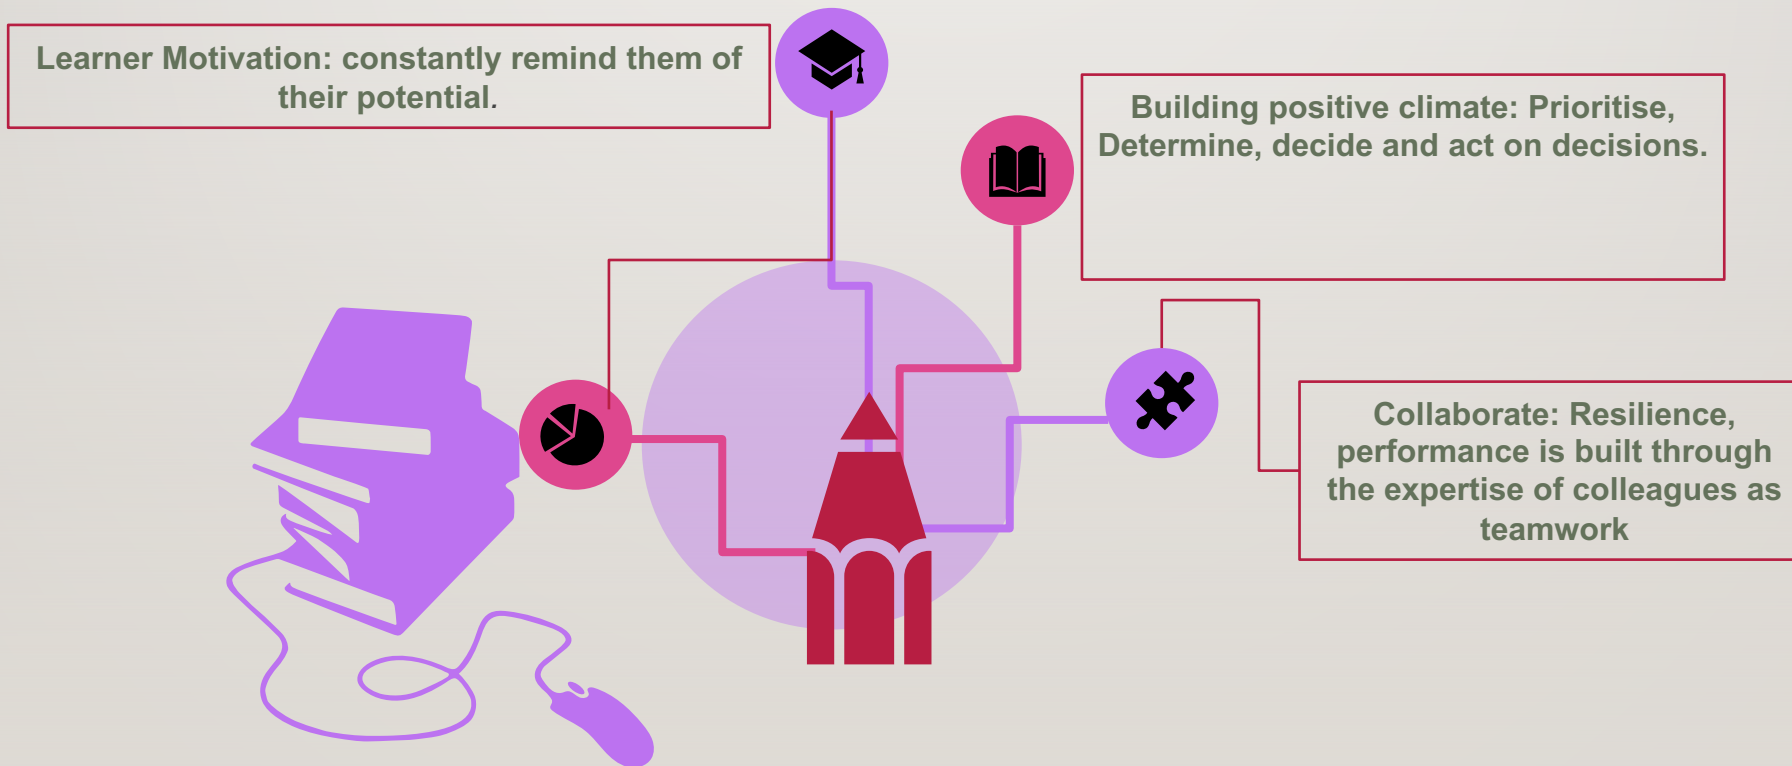 Learner Motivation: constantly remind them of
their potential.
Building positive climate: Prioritise,
Determine, decide and act on decisions.
Collaborate: Resilience,
performance is built through
the expertise of colleagues as
teamwork